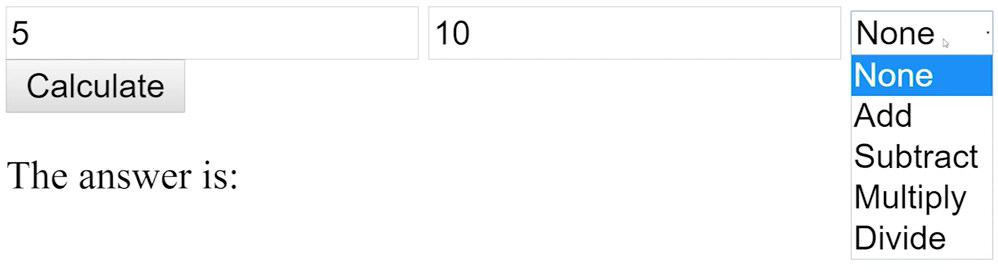 5
10
None
None
Add
Subtract
Multiply
Divide
Calculate
The answer is: